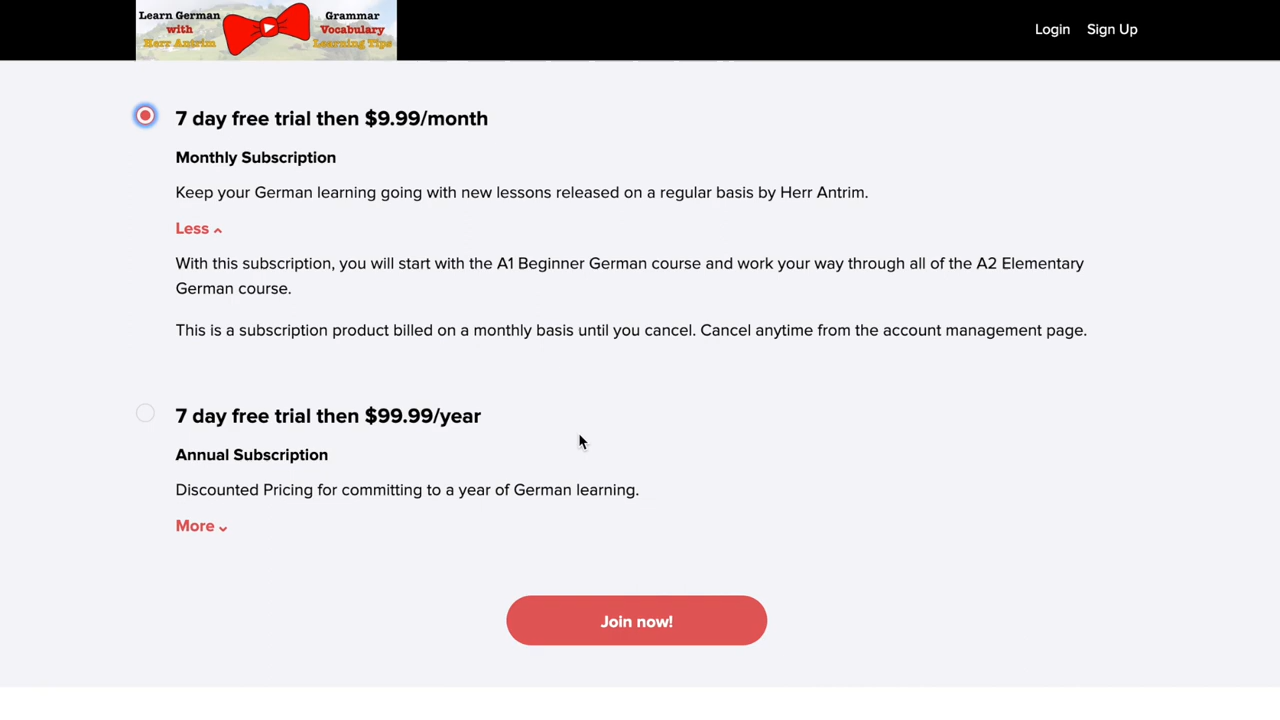 Learn German
with
Herr Antrim
Grammar
Vocabulary
Learning Tips
Login
Sign Up
7 day free trial then $9.99/month
Monthly Subscription
Keep your German learning going with new lessons released on a regular basis by Herr Antrim.
Less
With this subscription, you will start with the A1 Beginner German course and work your way through all of the A2 Elementary
German course.
This is a subscription product billed on a monthly basis until you cancel. Cancel anytime from the account management page.
7 day free trial then $99.99/year
Annual Subscription
Discounted Pricing for committing to a year of German learning.
More
Join now!